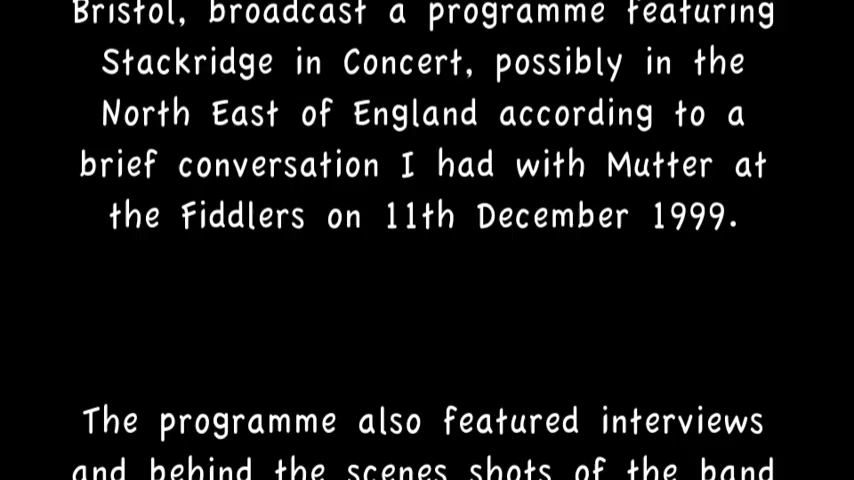 Bristol, broadcast a programme featuring
Stackridge in Concert, possibly in the
North East of England according to a
brief conversation I had with Mutter at
the Fiddlers on 11th December 1999.
The programme also featured interviews
and behind the scenes shots of the band